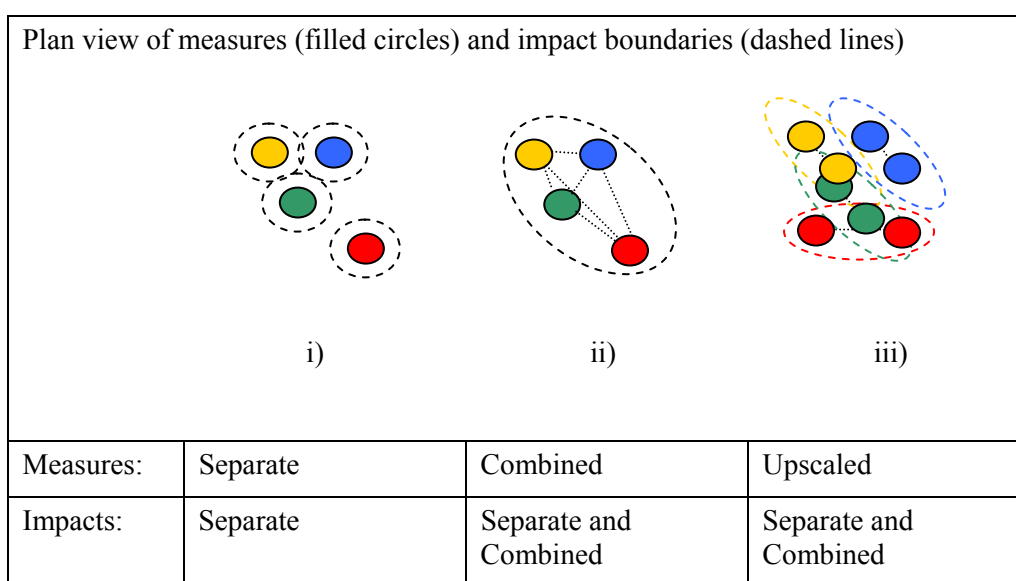 Plan view of measures (filled circles) and impact boundaries (dashed lines)
i) ii) iii)
Measures: Separate Combined Upscaled
Impacts: Separate Separate and Combined Separate and Combined